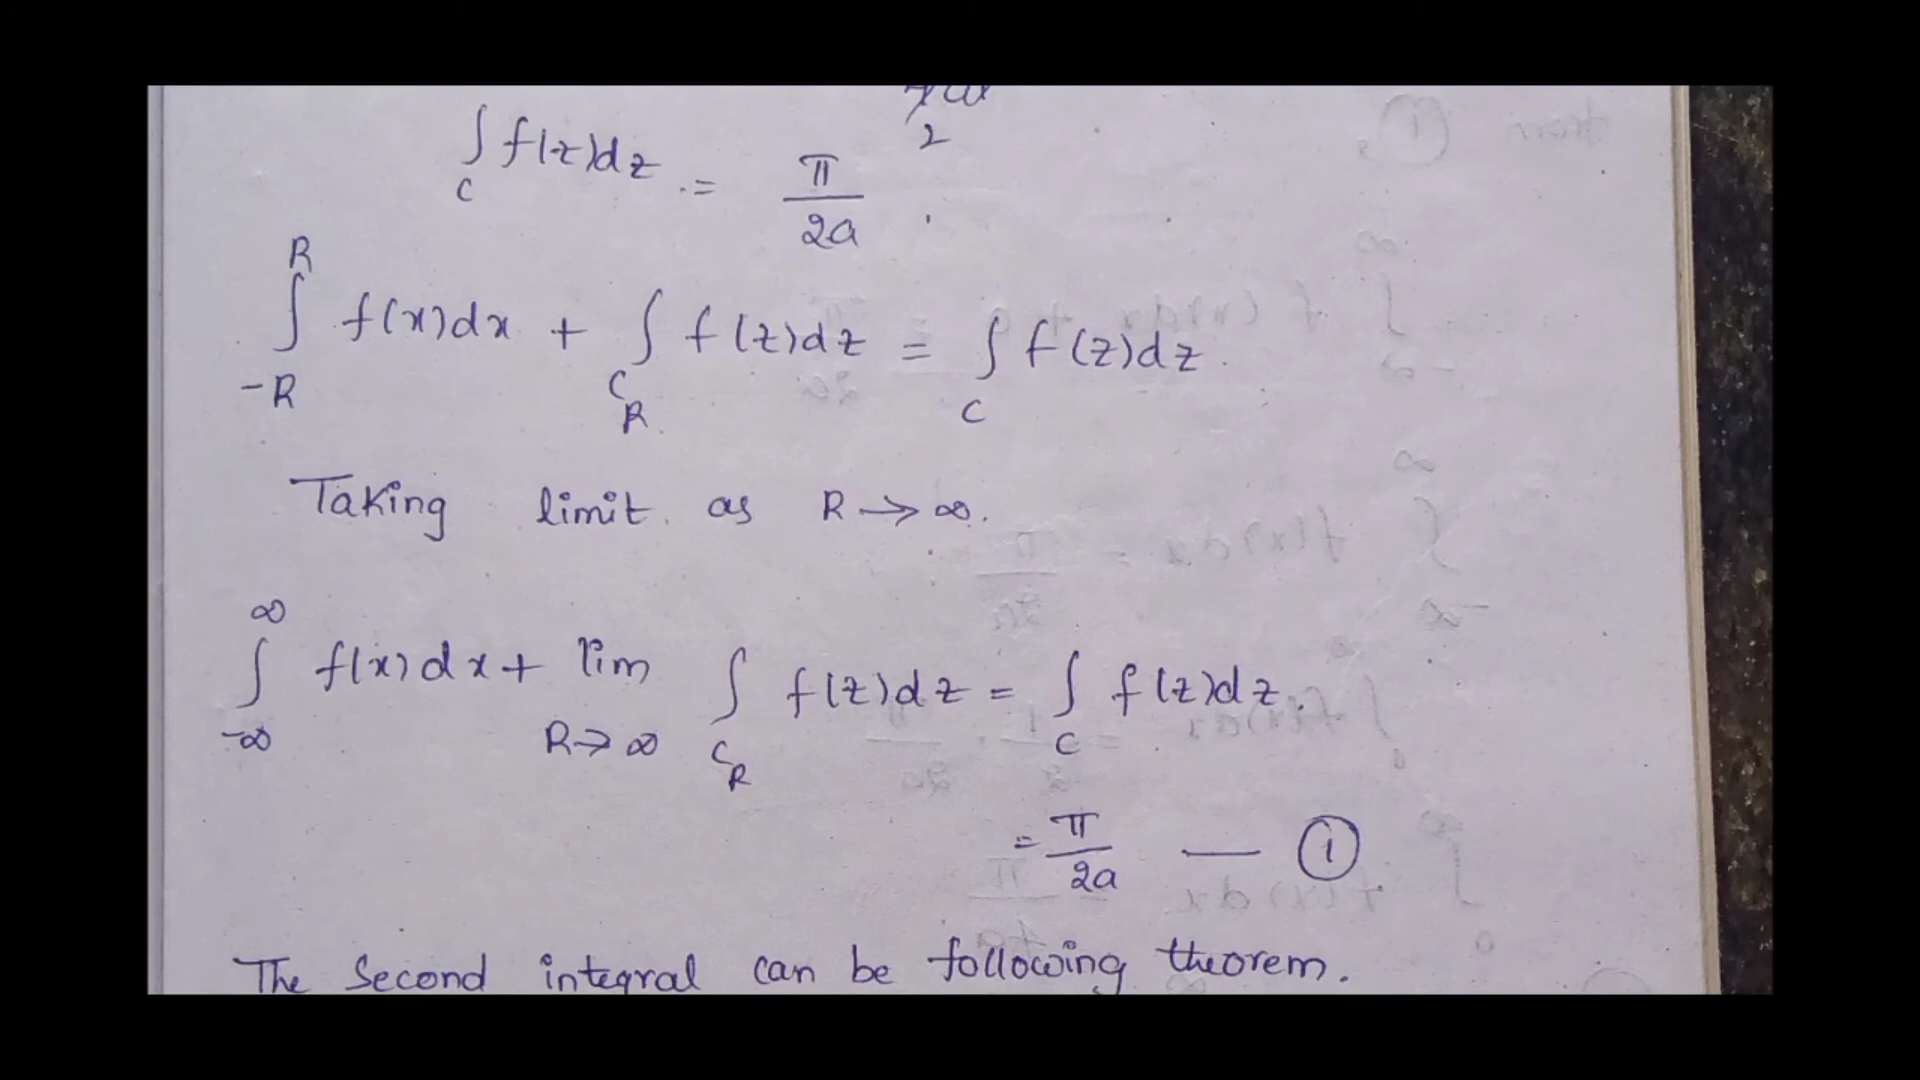 2
∫_C f(z)dz = π/2a
∫_{-R}^{R} f(x)dx + ∫_{C_R} f(z)dz = ∫_C f(z)dz.
Taking limit as R → ∞.
∫_{-∞}^{∞} f(x)dx + lim_{R→∞} ∫_{C_R} f(z)dz = ∫_C f(z)dz.
= π/2a — ①
The second integral can be following theorem.